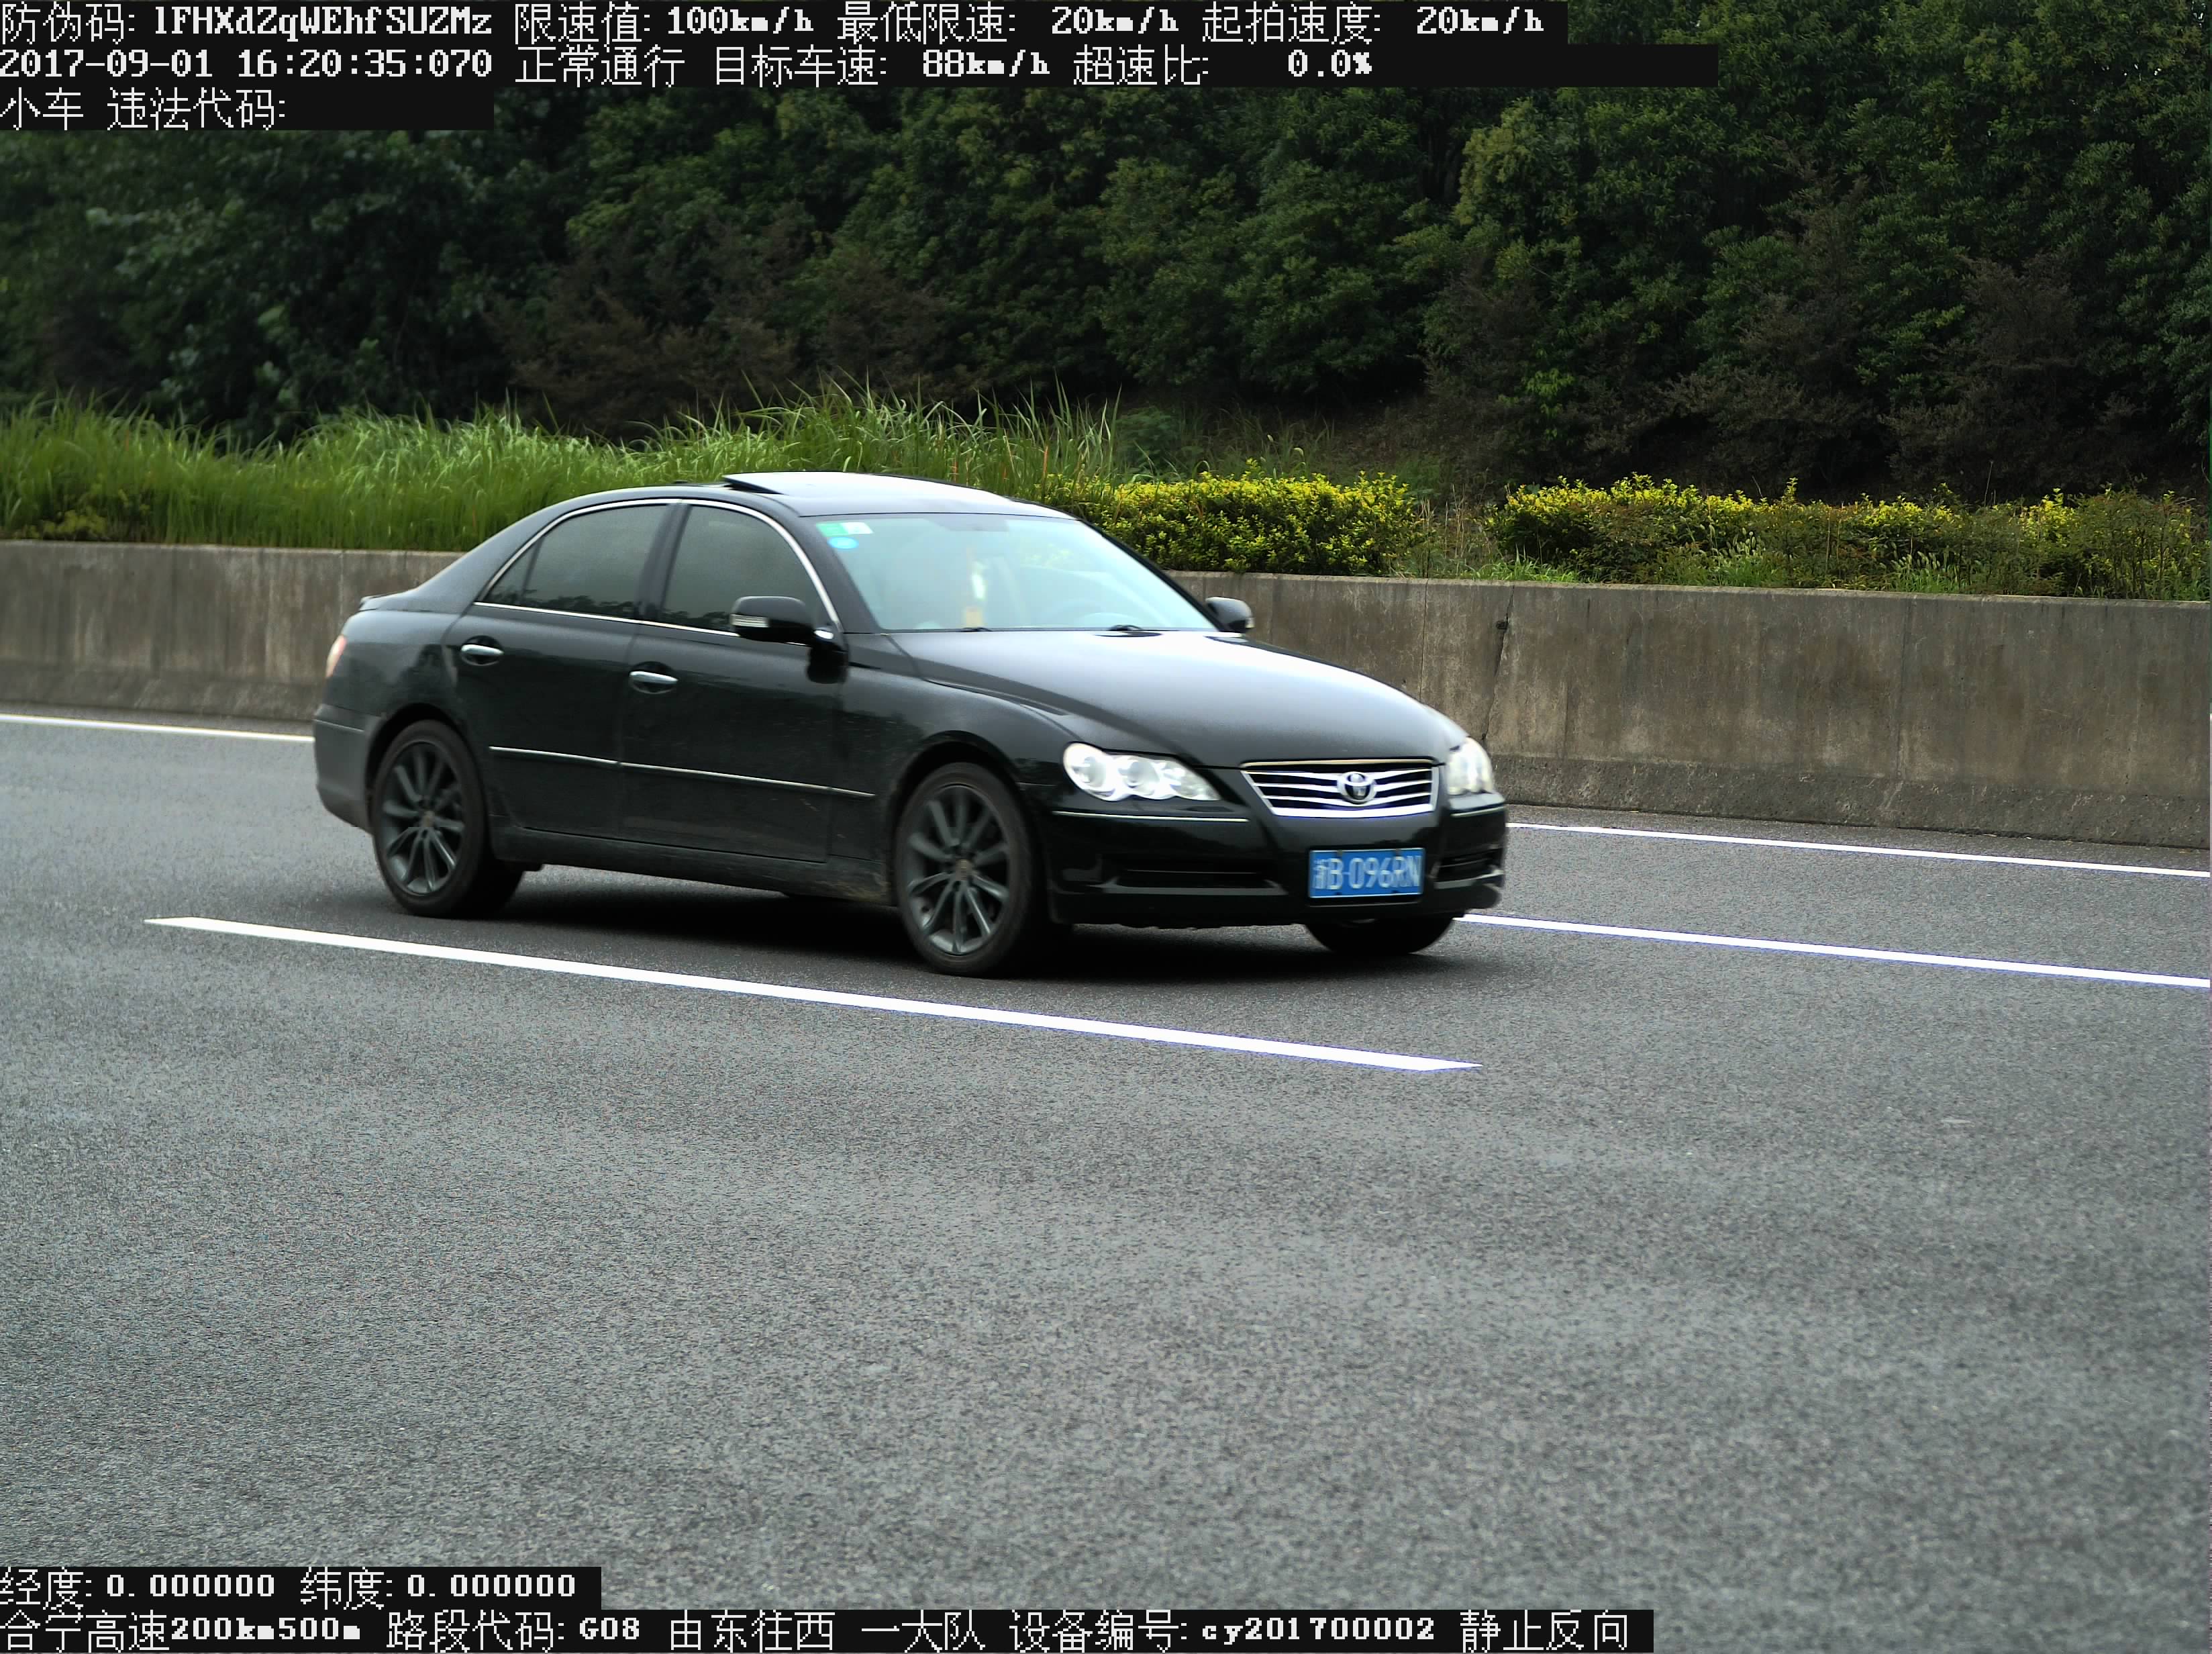 防伪码: lFHXdZqWEhfSUZMz 限速值: 100km/h 最低限速: 20km/h 起拍速度: 20km/h
2017-09-01 16:20:35:070 正常通行 目标车速: 88km/h 超速比: 0.0%
小车 违法代码:
浙B·096RN
经度: 0.000000 纬度: 0.000000
合宁高速200km500m 路段代码: G08 由东往西 一大队 设备编号: cy201700002 静止反向